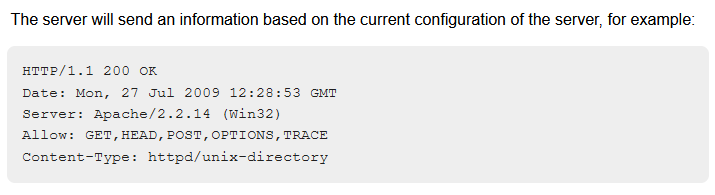 The server will send an information based on the current configuration of the server, for example:
HTTP/1.1 200 OK
Date: Mon, 27 Jul 2009 12:28:53 GMT
Server: Apache/2.2.14 (Win32)
Allow: GET,HEAD,POST,OPTIONS,TRACE
Content-Type: httpd/unix-directory